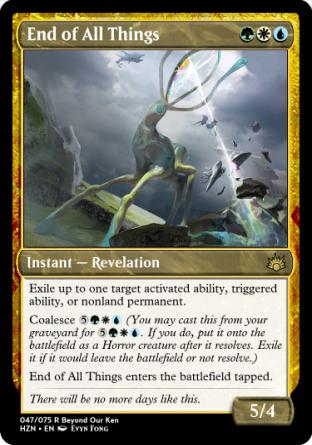 End of All Things
Instant — Revelation
Exile up to one target activated ability, triggered
ability, or nonland permanent.
Coalesce 5 (You may cast this from your
graveyard for 5. If you do, put it onto the
battlefield as a Horror creature after it resolves. Exile
it if it would leave the battlefield or not resolve.)
End of All Things enters the battlefield tapped.
There will be no more days like this.
5/4
047/075 R Beyond Our Ken
HZN • EN Evyn Fong